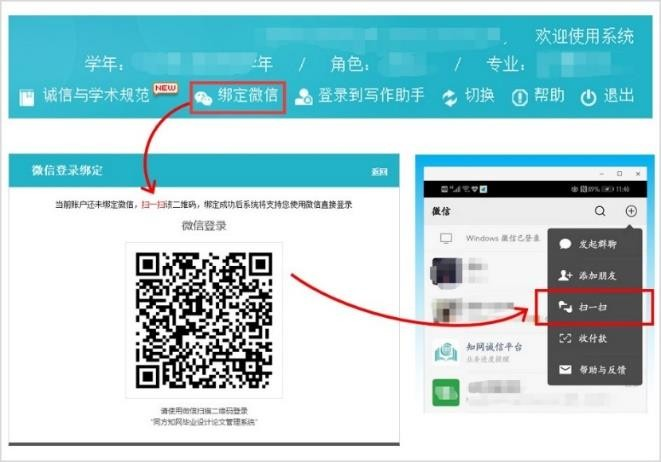 欢迎使用系统
学年: 年 / 角色: / 专业:
诚信与学术规范 NEW 绑定微信 登录到写作助手 切换 帮助 退出
微信登录绑定 返回
当前账户还未绑定微信，扫一扫该二维码，绑定成功后系统将支持您使用微信直接登录
微信登录
请使用微信扫描二维码登录
"同方知网毕业设计论文管理系统"
89% 11:46
微信
Windows 微信已登录
发起群聊
添加朋友
扫一扫
知网诚信平台
业务进度提醒
收付款
帮助与反馈